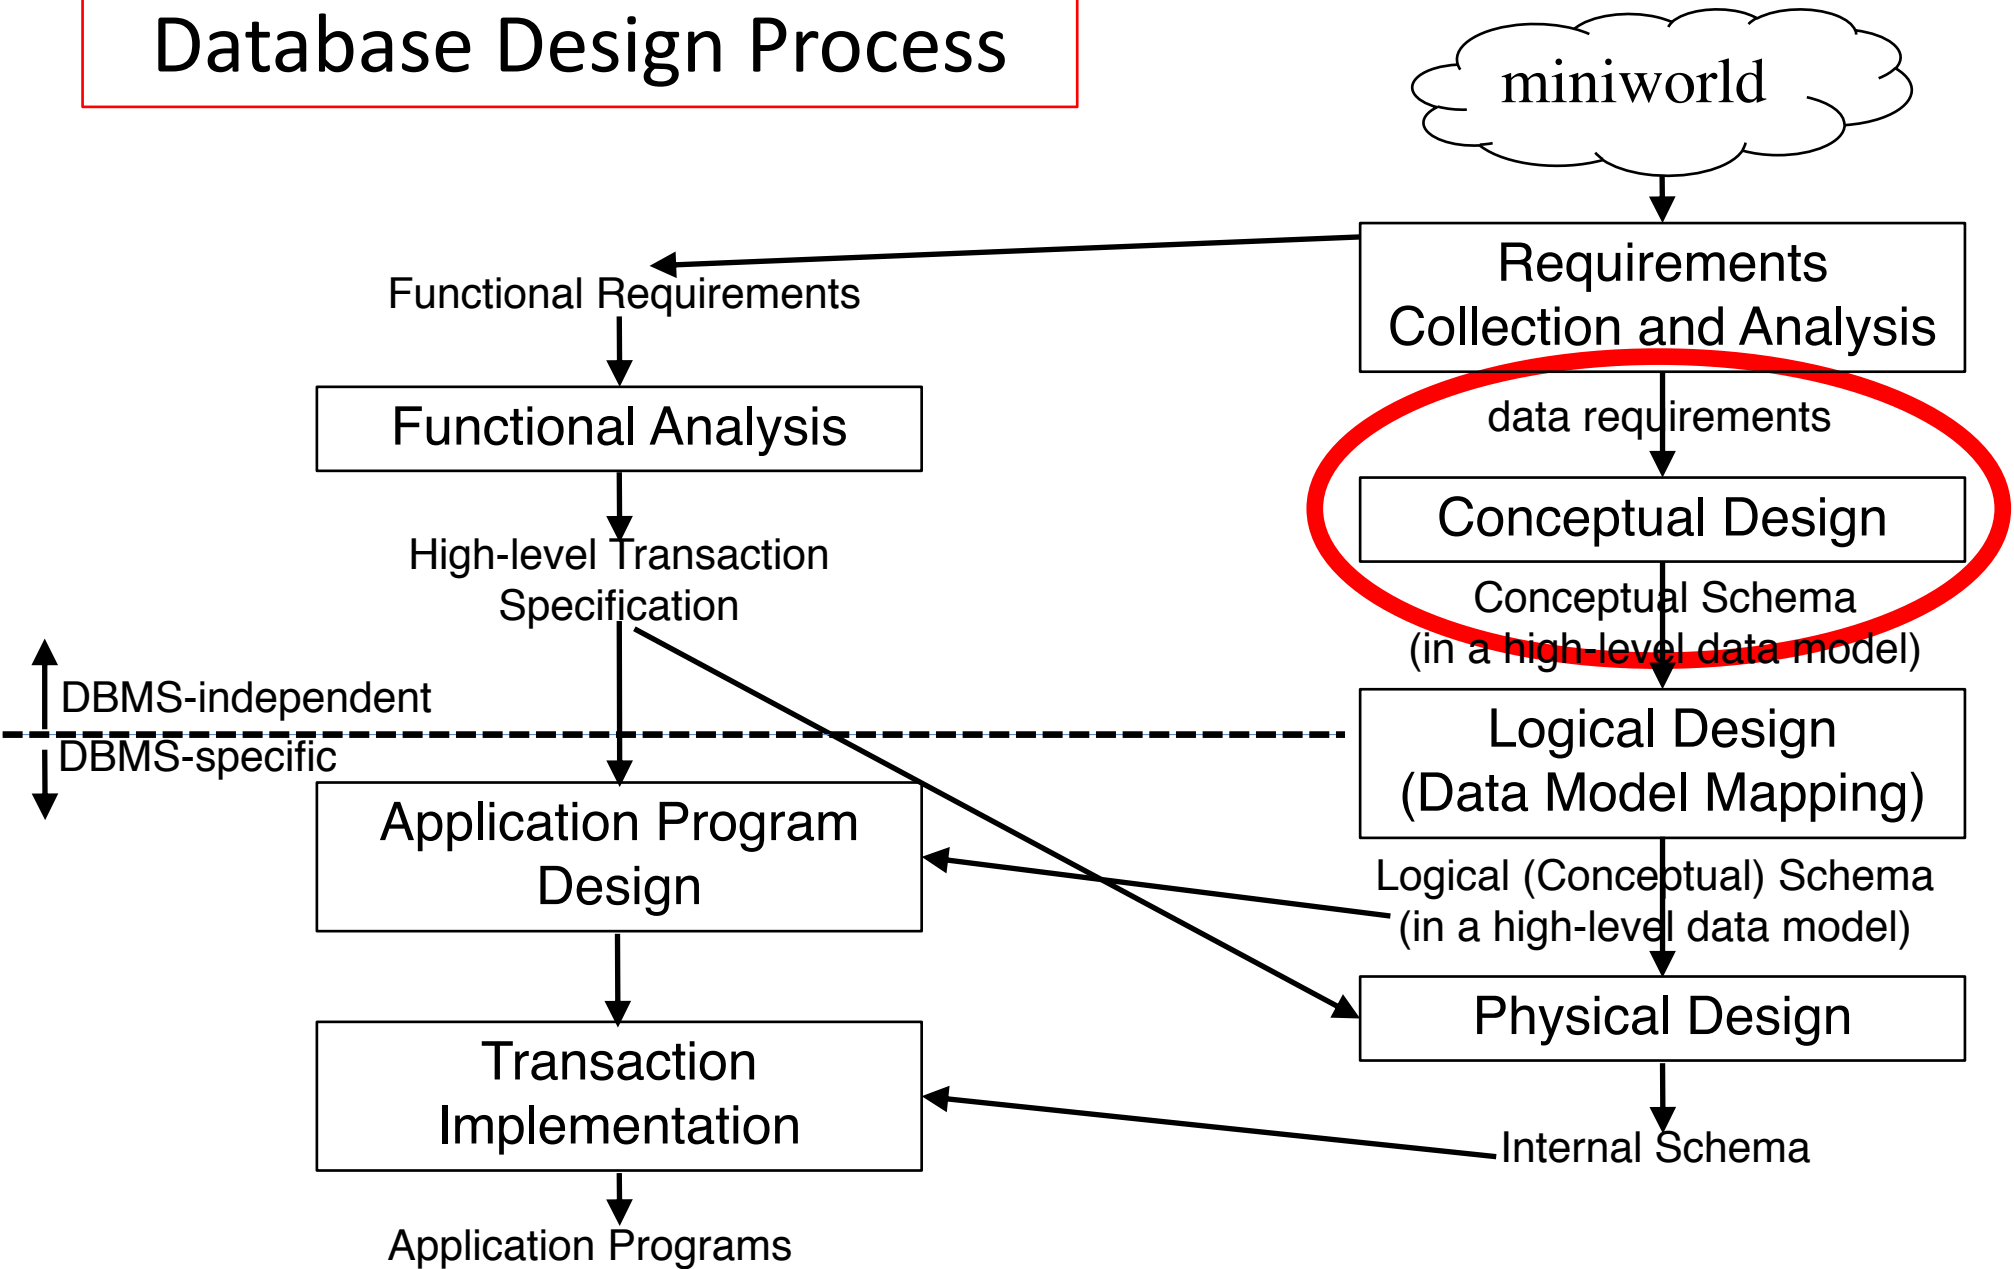 Database Design Process
miniworld
Requirements
Collection and Analysis
Functional Requirements
data requirements
Functional Analysis
Conceptual Design
High-level Transaction
Specification
Conceptual Schema
(in a high-level data model)
DBMS-independent
DBMS-specific
Logical Design
(Data Model Mapping)
Application Program
Design
Logical (Conceptual) Schema
(in a high-level data model)
Physical Design
Transaction
Implementation
Internal Schema
Application Programs